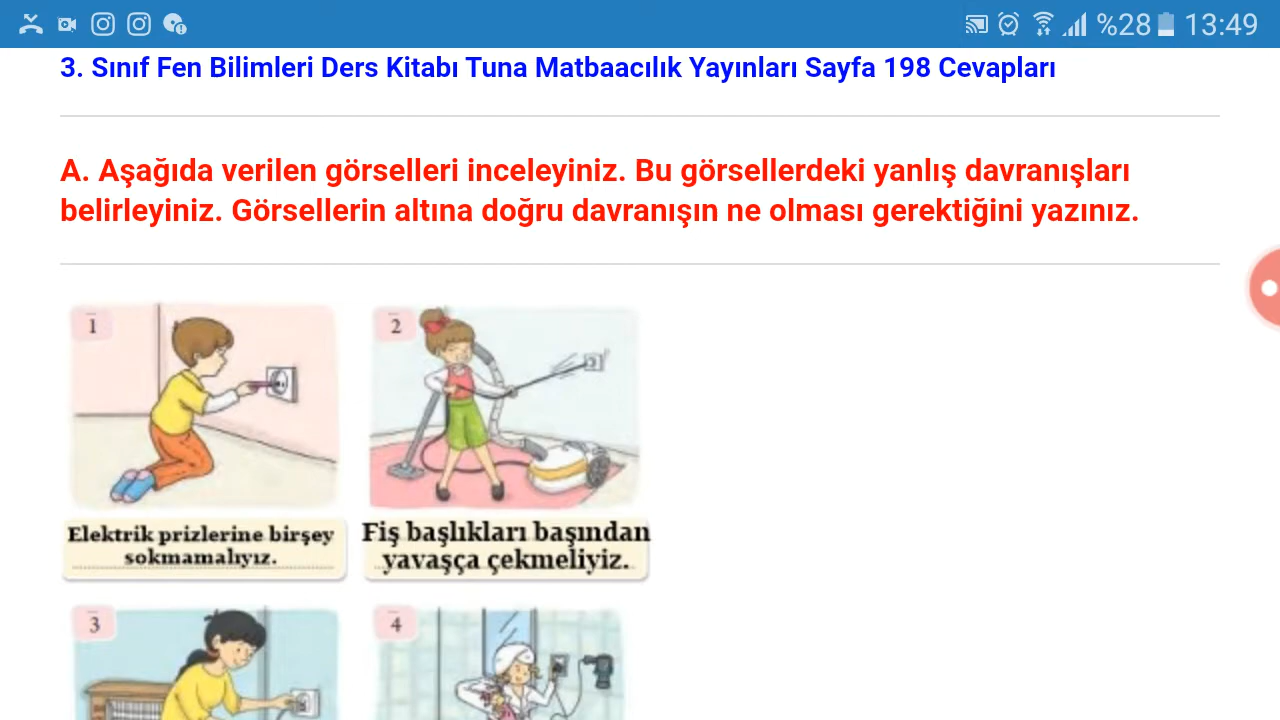 %28 13:49
3. Sınıf Fen Bilimleri Ders Kitabı Tuna Matbaacılık Yayınları Sayfa 198 Cevapları
A. Aşağıda verilen görselleri inceleyiniz. Bu görsellerdeki yanlış davranışları
belirleyiniz. Görsellerin altına doğru davranışın ne olması gerektiğini yazınız.
1
2
Elektrik prizlerine birşey
sokmamalıyız.
Fiş başlıkları başından
yavaşça çekmeliyiz.
3
4